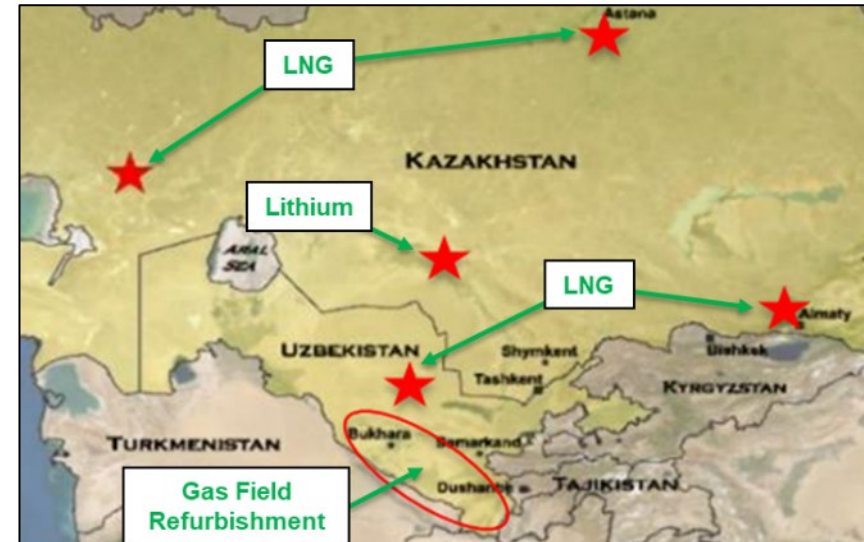 Astana
LNG
KAZAKHSTAN
Lithium
ARAL
SEA
LNG
Almaty
UZBEKISTAN
Shymkent
Bishkek
Tashkent
KYRGYZSTAN
Bukhara
Samarkand
TURKMENISTAN
Dushanbe
TAJIKISTAN
Gas Field
Refurbishment